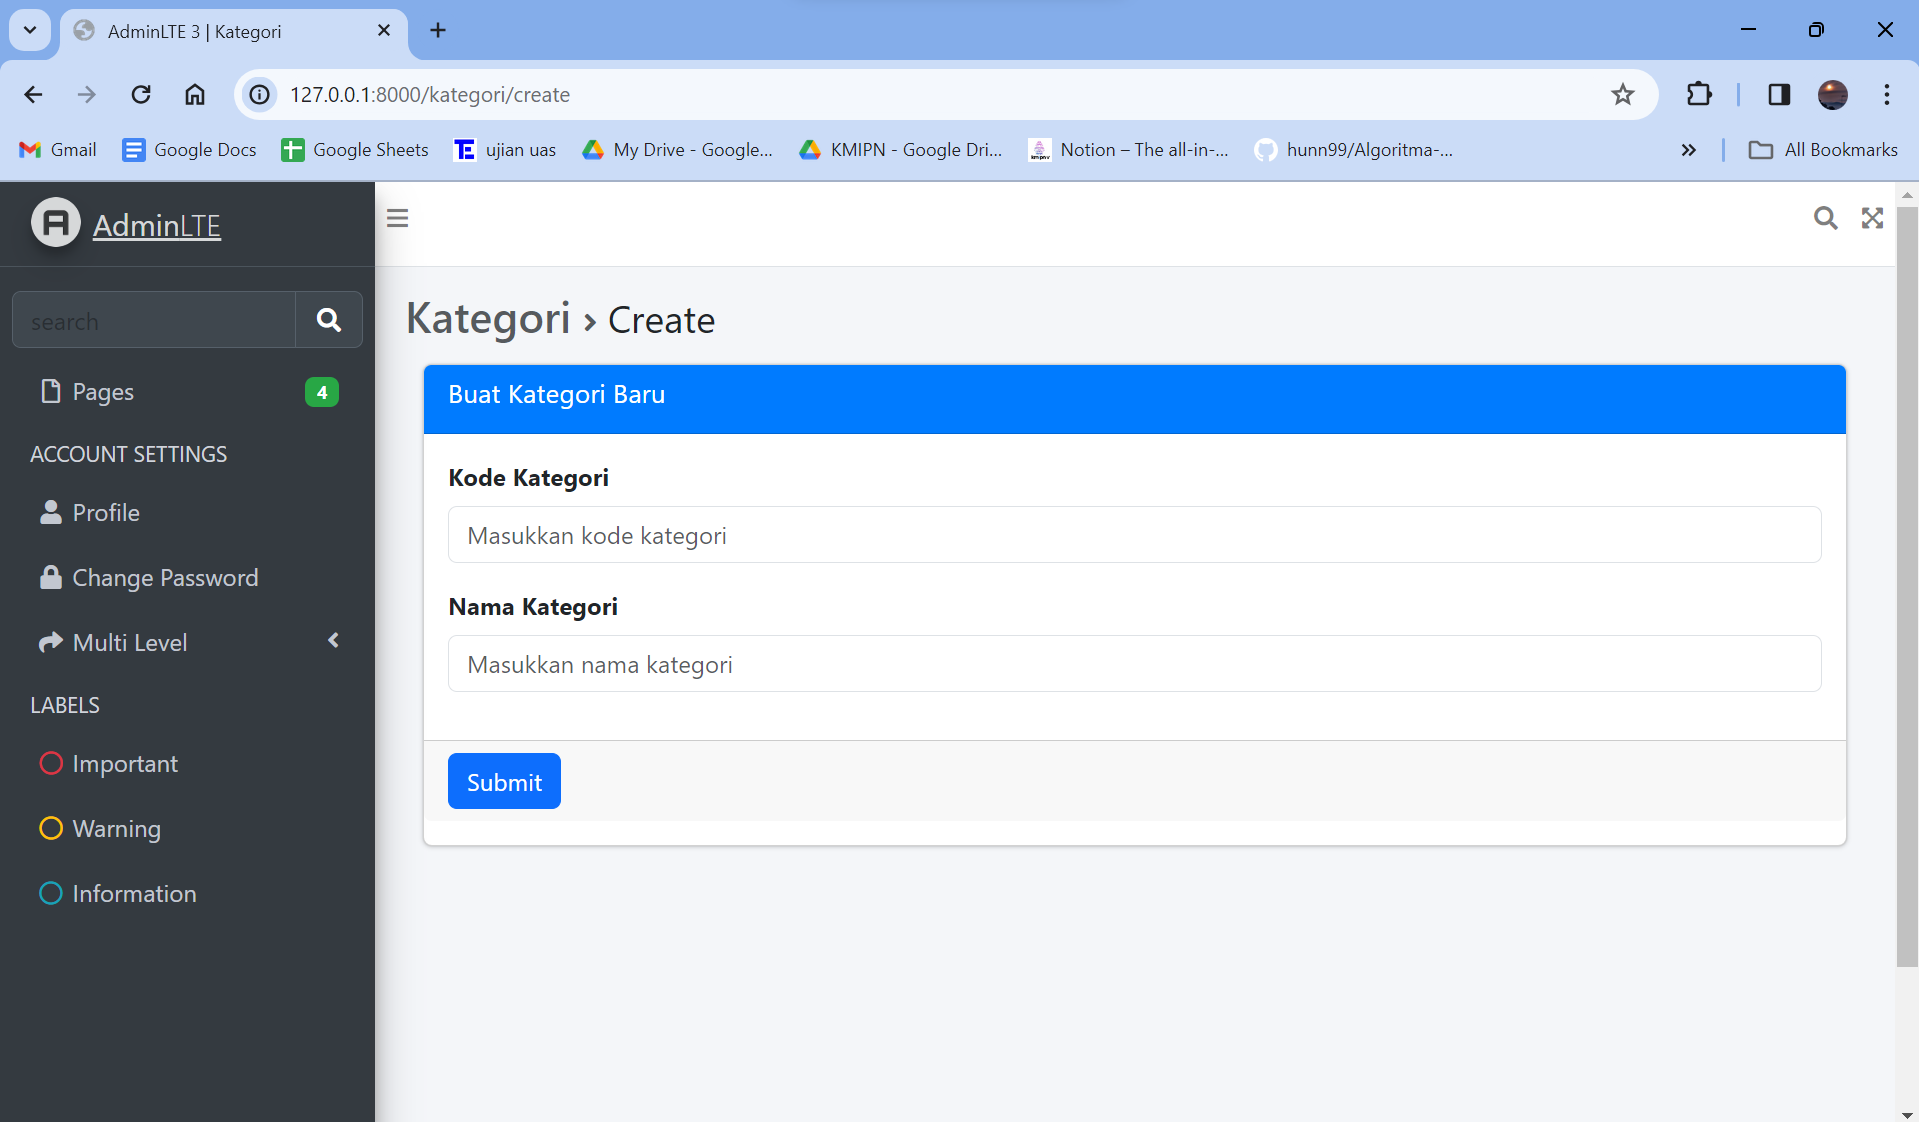 AdminLTE 3 | Kategori
127.0.0.1:8000/kategori/create
Gmail
Google Docs
Google Sheets
TE ujian uas
My Drive - Google...
KMIPN - Google Dri...
Notion – The all-in-...
hunn99/Algoritma-...
All Bookmarks
AdminLTE
search
Pages 4
ACCOUNT SETTINGS
Profile
Change Password
Multi Level
LABELS
Important
Warning
Information
Kategori › Create
Buat Kategori Baru
Kode Kategori
Masukkan kode kategori
Nama Kategori
Masukkan nama kategori
Submit